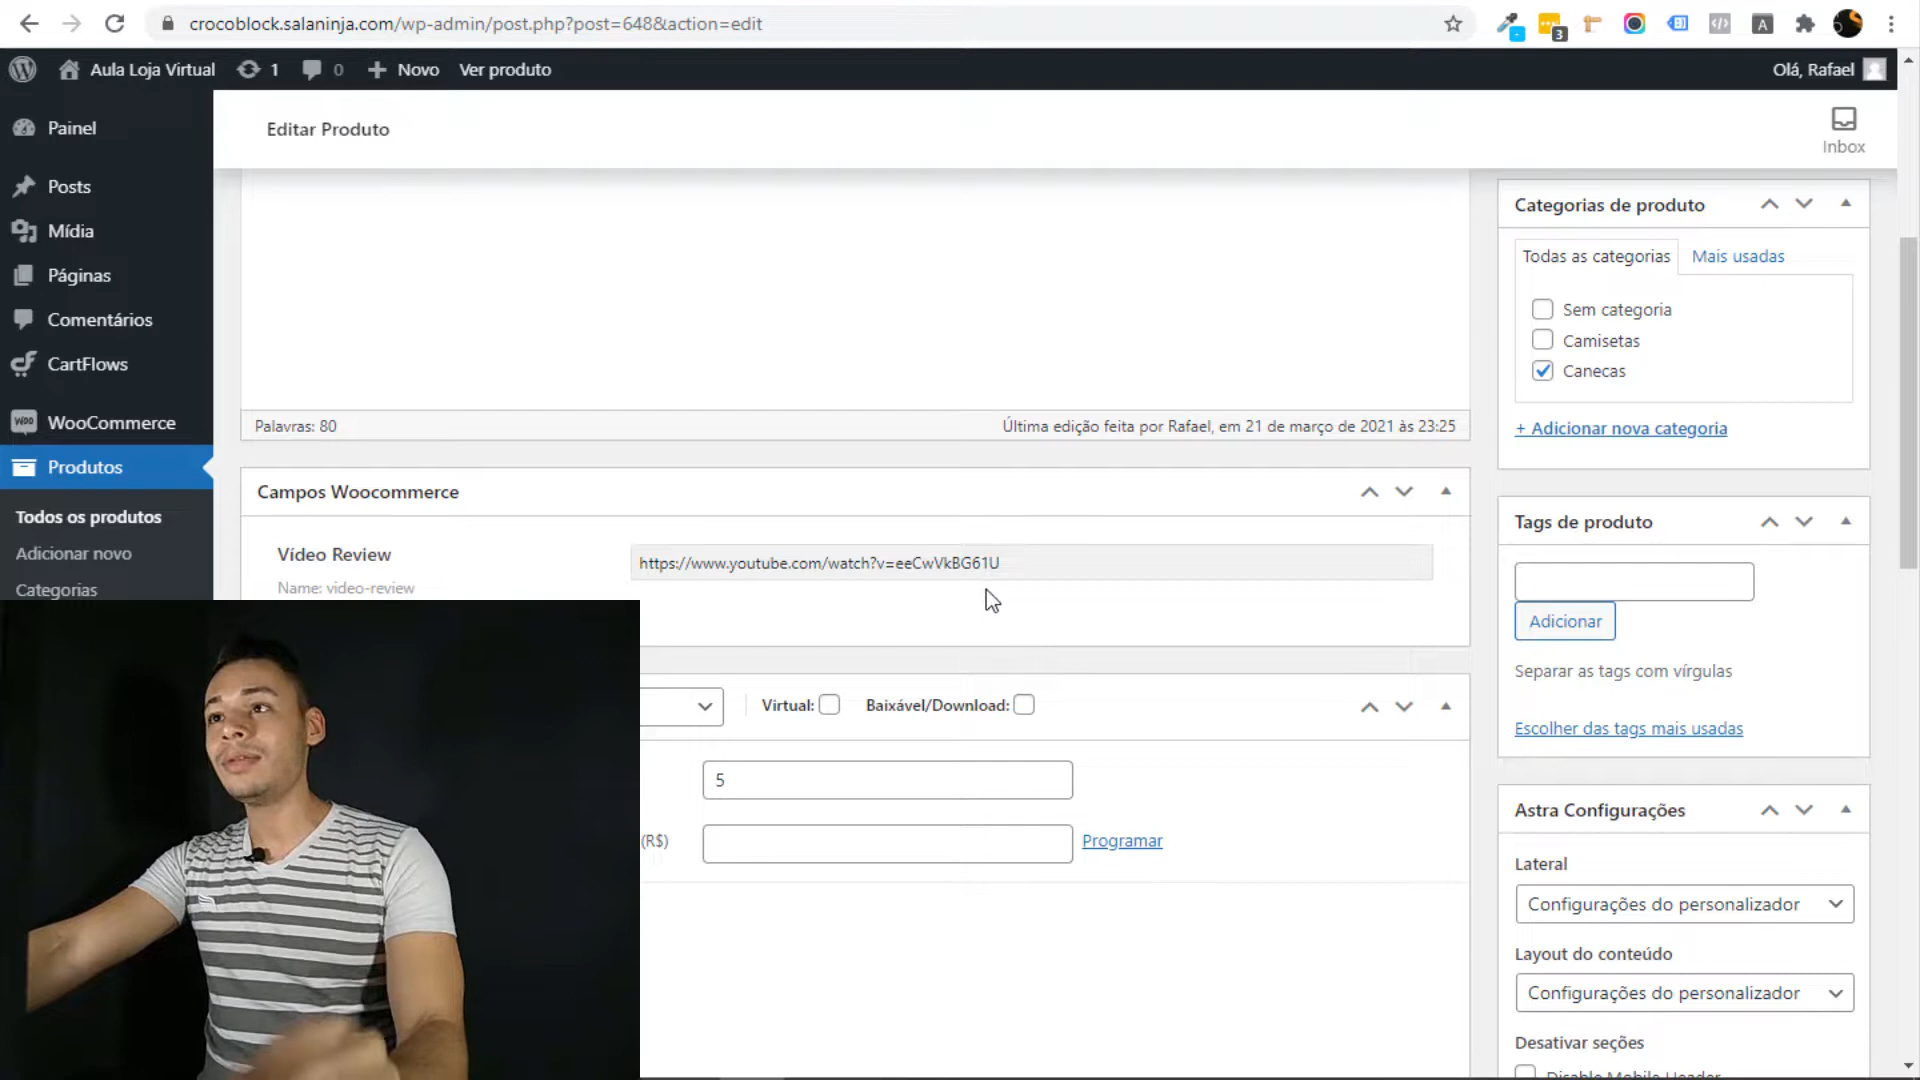 crocoblock.salaninja.com/wp-admin/post.php?post=648&action=edit
3
A
Aula Loja Virtual
1
0
Novo
Ver produto
Olá, Rafael
Painel
Posts
Mídia
Páginas
Comentários
CartFlows
WooCommerce
Produtos
Todos os produtos
Adicionar novo
Categorias
Editar Produto
Inbox
Palavras: 80
Última edição feita por Rafael, em 21 de março de 2021 às 23:25
Campos Woocommerce
Vídeo Review
https://www.youtube.com/watch?v=eeCwVkBG61U
Name: video-review
Virtual:
Baixável/Download:
5
(R$)
Programar
Categorias de produto
Todas as categorias
Mais usadas
Sem categoria
Camisetas
Canecas
+ Adicionar nova categoria
Tags de produto
Adicionar
Separar as tags com vírgulas
Escolher das tags mais usadas
Astra Configurações
Lateral
Configurações do personalizador
Layout do conteúdo
Configurações do personalizador
Desativar seções
Disable Mobile Header